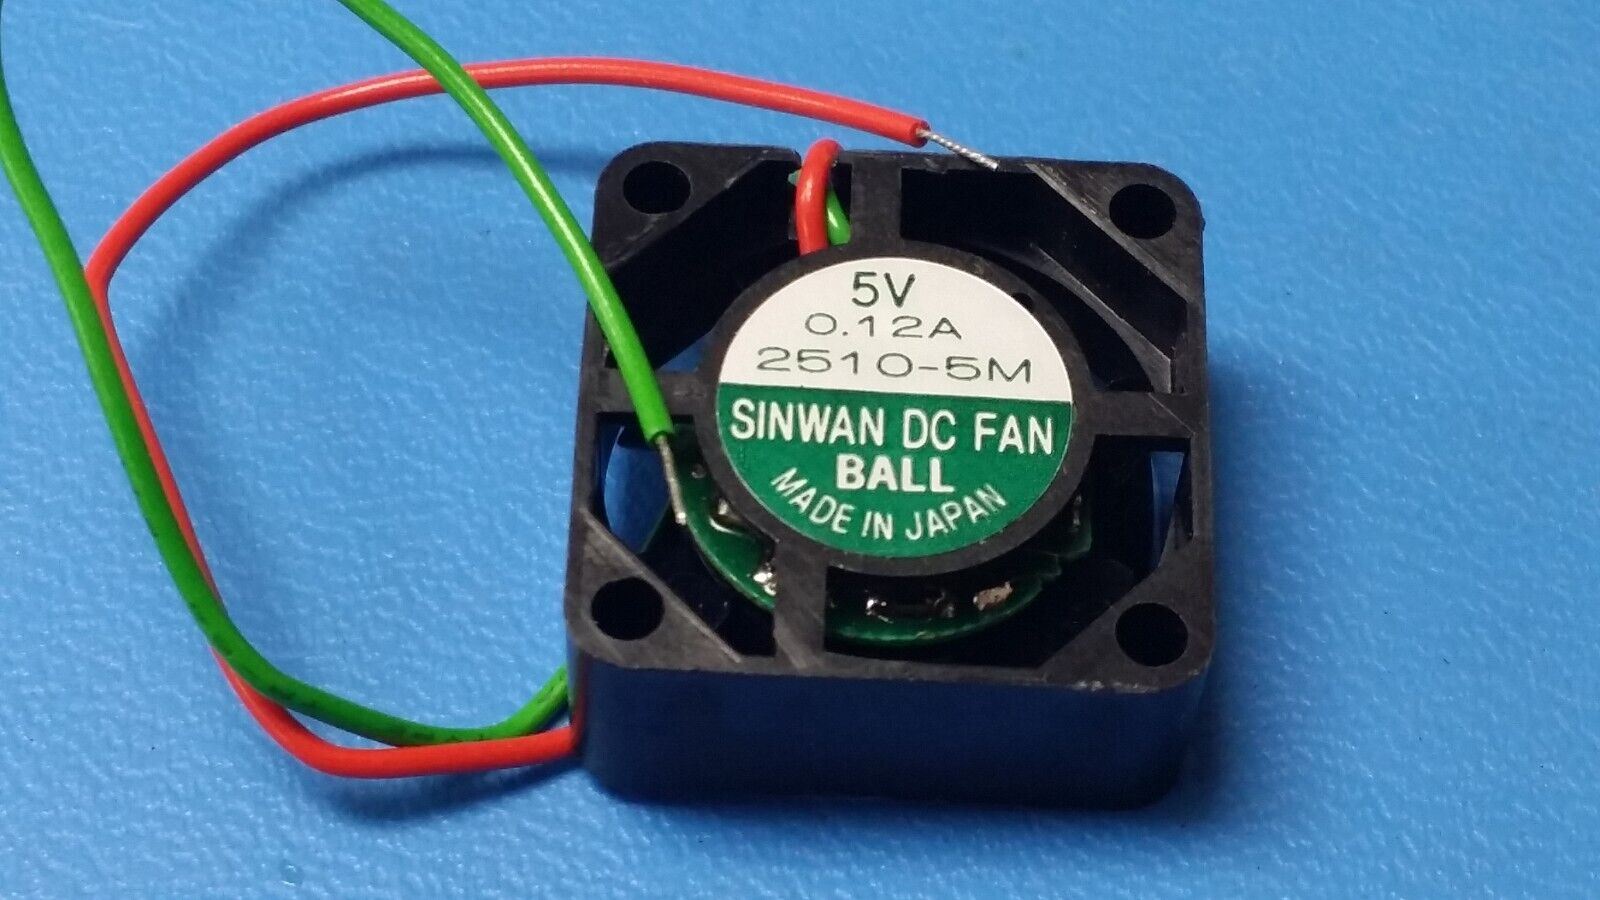 5V
0.12A
2510-5M
SINWAN DC FAN
BALL
MADE IN JAPAN